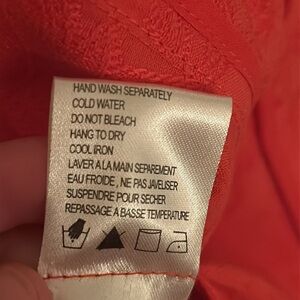 HAND WASH SEPARATELY
COLD WATER
DO NOT BLEACH
HANG TO DRY
COOL IRON
LAVER A LA MAIN SEPAREMENT
EAU FROIDE , NE PAS JAVELISER
SUSPENDRE POUR SECHER
REPASSAGE A BASSE TEMPERATURE